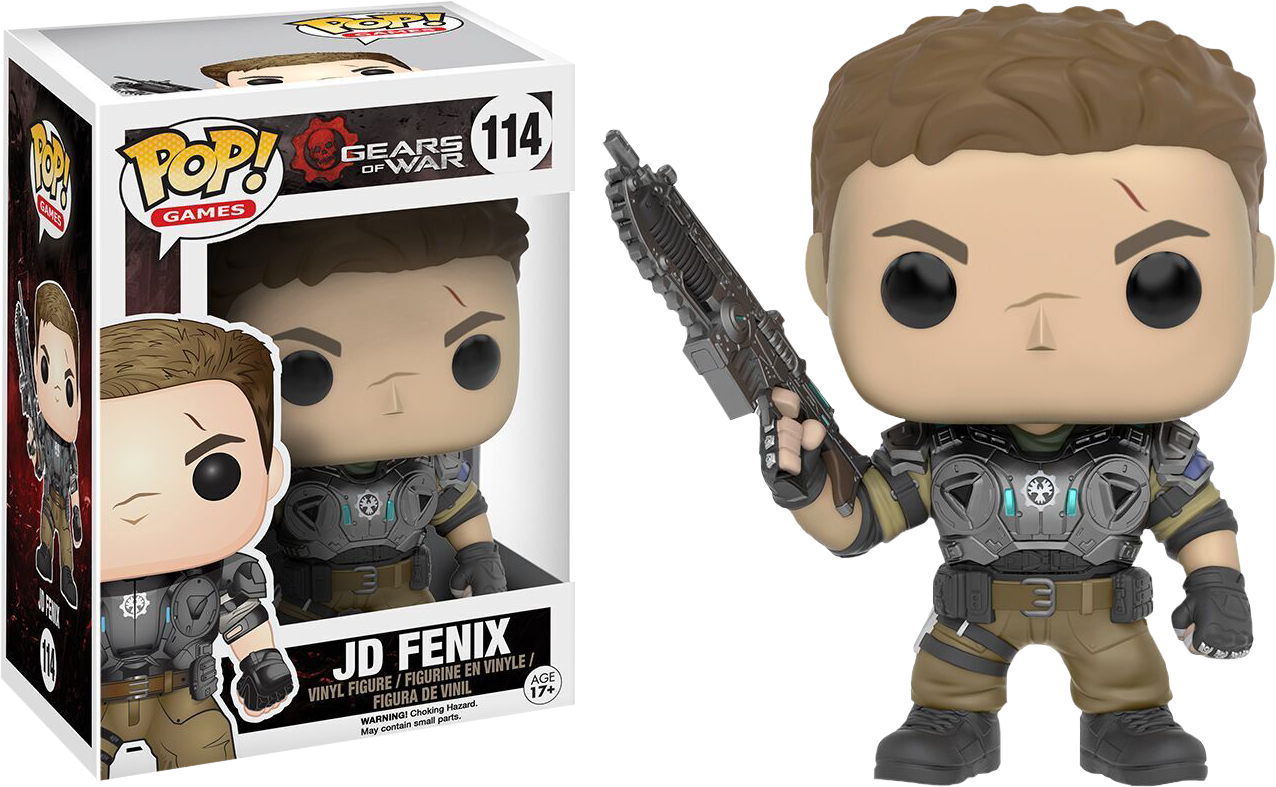 POP!
POP!
GAMES
JD FENIX
114
POP!
GAMES
GEARS
OF WAR
114
JD FENIX
VINYL FIGURE / FIGURINE EN VINYLE /
FIGURA DE VINIL
AGE
17+
WARNING! Choking Hazard.
May contain small parts.